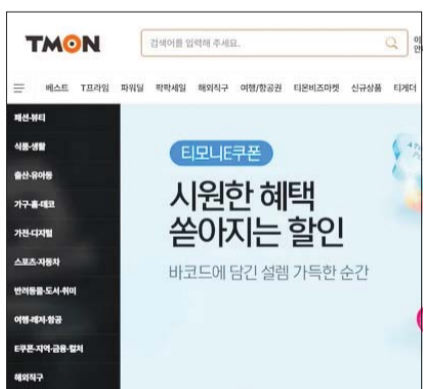 TMON
검색어를 입력해 주세요.
베스트 T프라임 파워딜 싹싹세일 해외직구 여행/항공권 티몬비즈마켓 신규상품 티게더
패션·뷰티
식품·생활
출산·유아동
가구·홈·데코
가전·디지털
스포츠·자동차
반려동물·도서·취미
여행·레저·항공
E쿠폰·지역·금융·컬처
해외직구
티모니E쿠폰
시원한 혜택
쏟아지는 할인
바코드에 담긴 설렘 가득한 순간